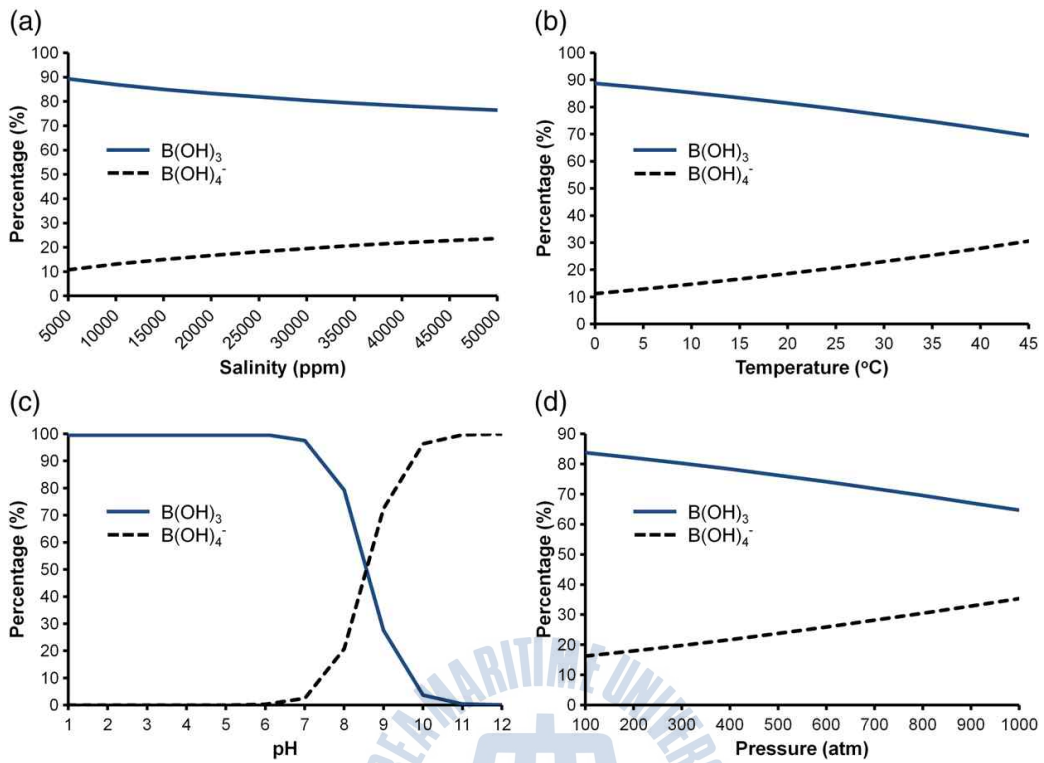 (a)
100
90
80
70
60
50
40
30
20
10
0
Percentage (%)
B(OH)₃
B(OH)₄⁻
5000 10000 15000 20000 25000 30000 35000 40000 45000 50000
Salinity (ppm)
(b)
100
90
80
70
60
50
40
30
20
10
0
Percentage (%)
B(OH)₃
B(OH)₄⁻
0 5 10 15 20 25 30 35 40 45
Temperature (ºC)
(c)
100
90
80
70
60
50
40
30
20
10
0
Percentage (%)
B(OH)₃
B(OH)₄⁻
1 2 3 4 5 6 7 8 9 10 11 12
pH
(d)
90
80
70
60
50
40
30
20
10
0
Percentage (%)
B(OH)₃
B(OH)₄⁻
100 200 300 400 500 600 700 800 900 1000
Pressure (atm)
MARITIME UNIVER